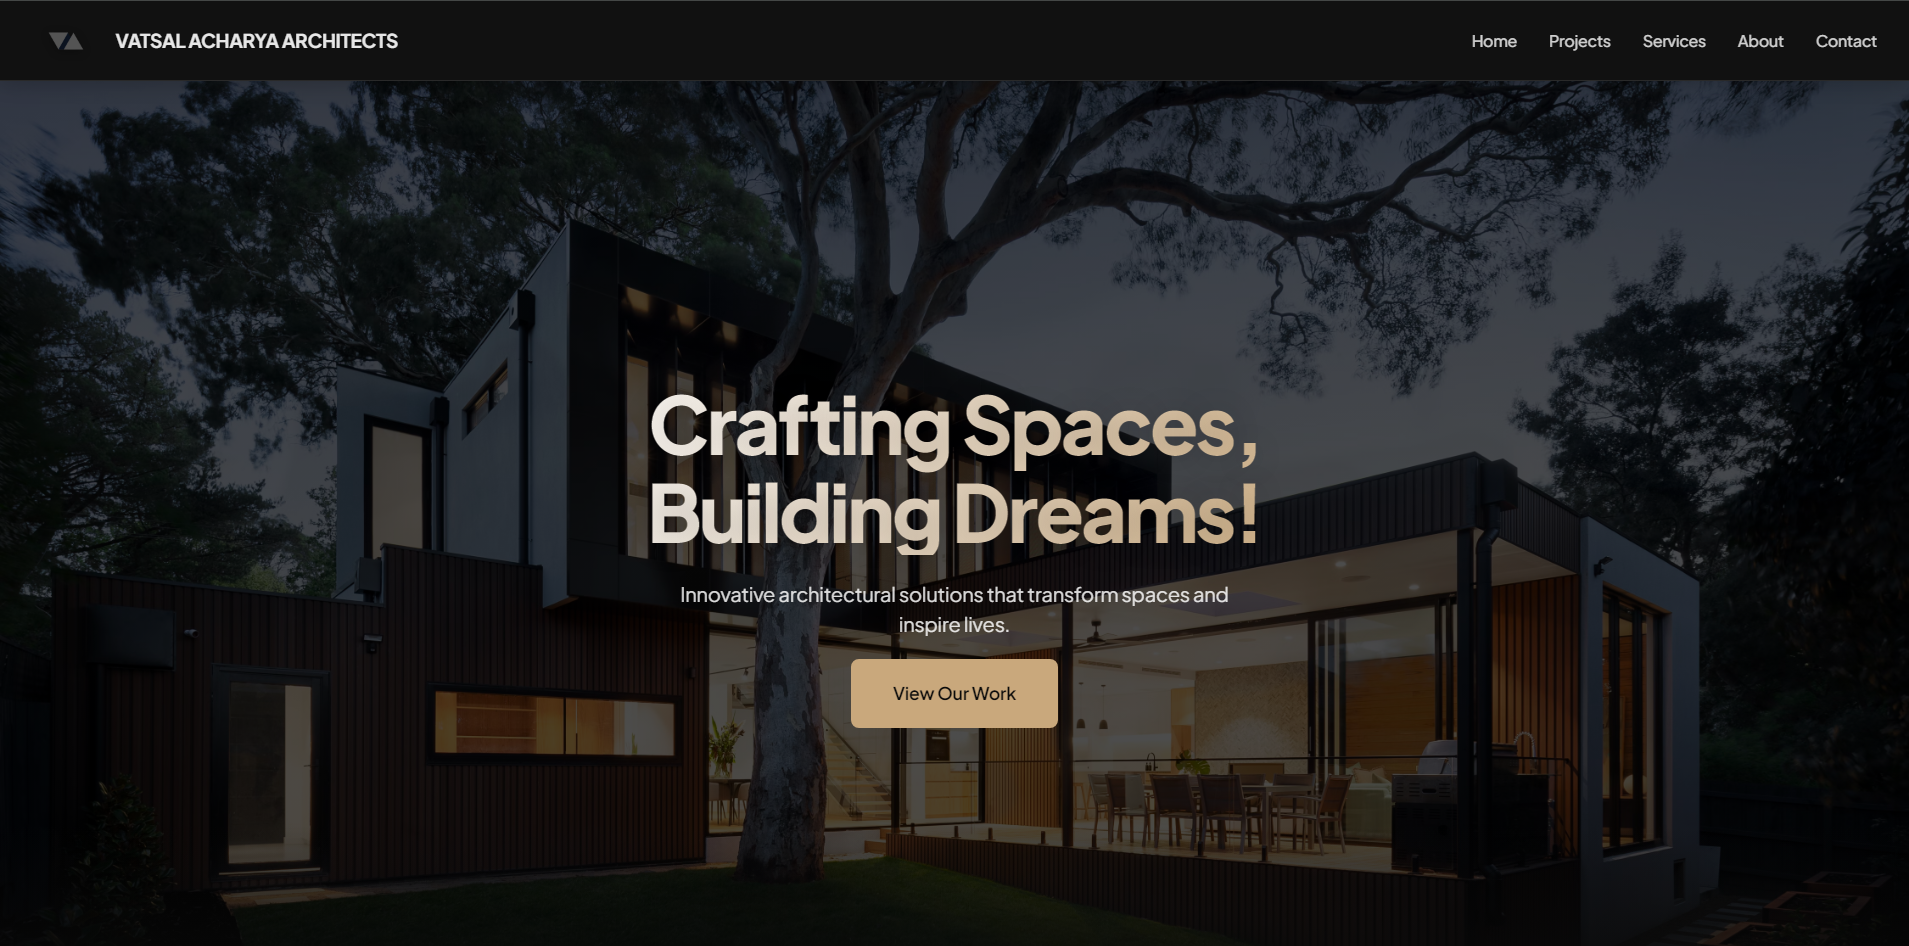 VATSAL ACHARYA ARCHITECTS
Home Projects Services About Contact
Crafting Spaces,
Building Dreams!
Innovative architectural solutions that transform spaces and
inspire lives.
View Our Work